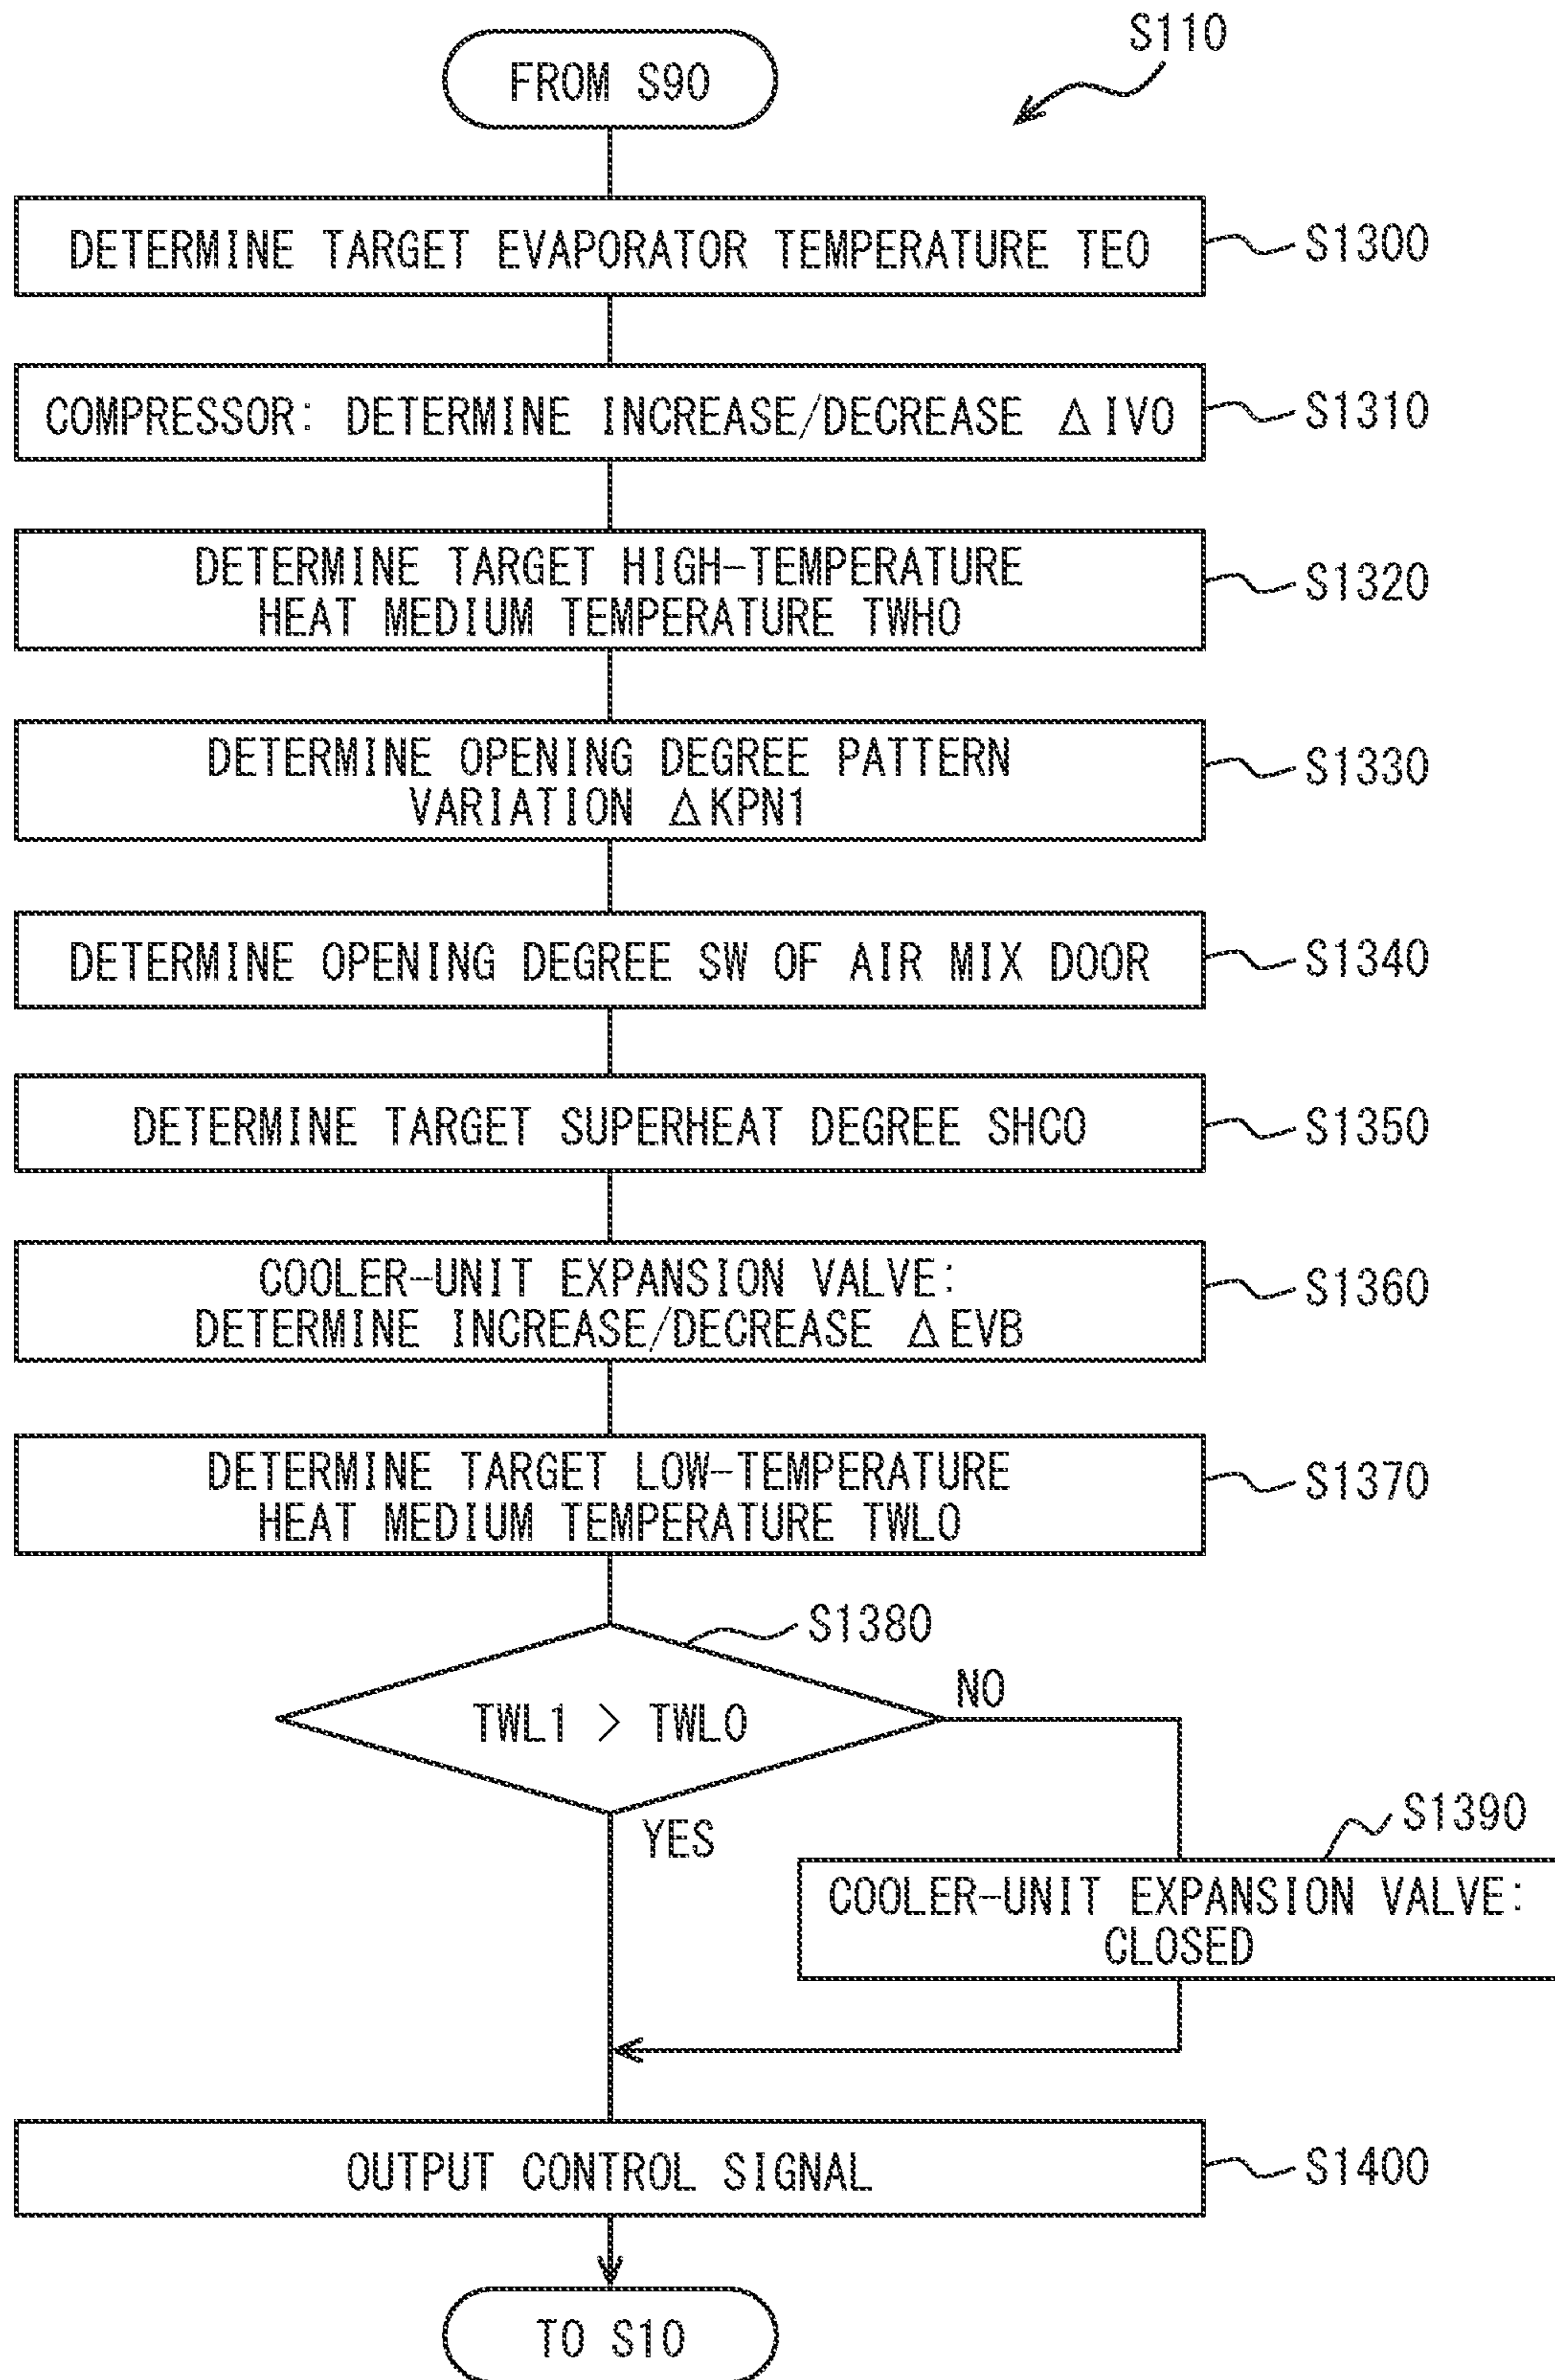 S110
FROM S90
DETERMINE TARGET EVAPORATOR TEMPERATURE TEO
S1300
COMPRESSOR: DETERMINE INCREASE/DECREASE Δ IVO
S1310
DETERMINE TARGET HIGH-TEMPERATURE
HEAT MEDIUM TEMPERATURE TWHO
S1320
DETERMINE OPENING DEGREE PATTERN
VARIATION ΔKPN1
S1330
DETERMINE OPENING DEGREE SW OF AIR MIX DOOR
S1340
DETERMINE TARGET SUPERHEAT DEGREE SHCO
S1350
COOLER-UNIT EXPANSION VALVE:
DETERMINE INCREASE/DECREASE ΔEVB
S1360
DETERMINE TARGET LOW-TEMPERATURE
HEAT MEDIUM TEMPERATURE TWLO
S1370
S1380
TWL1 > TWLO
NO
YES
S1390
COOLER-UNIT EXPANSION VALVE:
CLOSED
OUTPUT CONTROL SIGNAL
S1400
TO S10